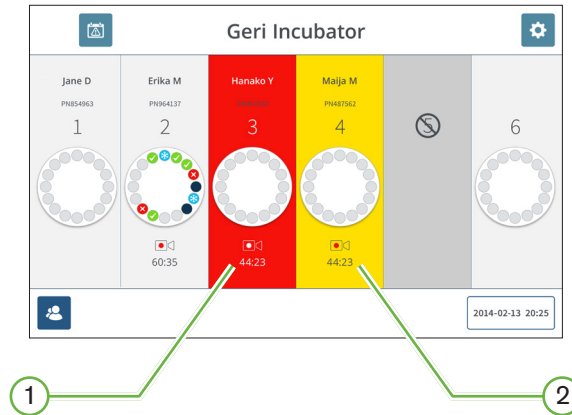 Geri Incubator
Jane D
PN854963
1
Erika M
PN964137
2
60:35
Hanako Y
3
44:23
Maija M
PN487562
4
44:23
5
6
2014-02-13 20:25
1
2